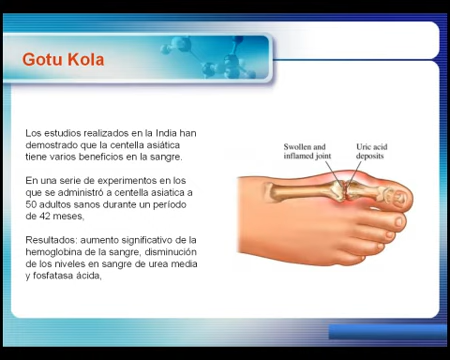 Gotu Kola
Los estudios realizados en la India han
demostrado que la centella asiática
tiene varios beneficios en la sangre.
En una serie de experimentos en los
que se administró a centella asiatica a
50 adultos sanos durante un período
de 42 meses,
Resultados: aumento significativo de la
hemoglobina de la sangre, disminución
de los niveles en sangre de urea media
y fosfatasa ácida,
Swollen and
inflamed joint
Uric acid
deposits